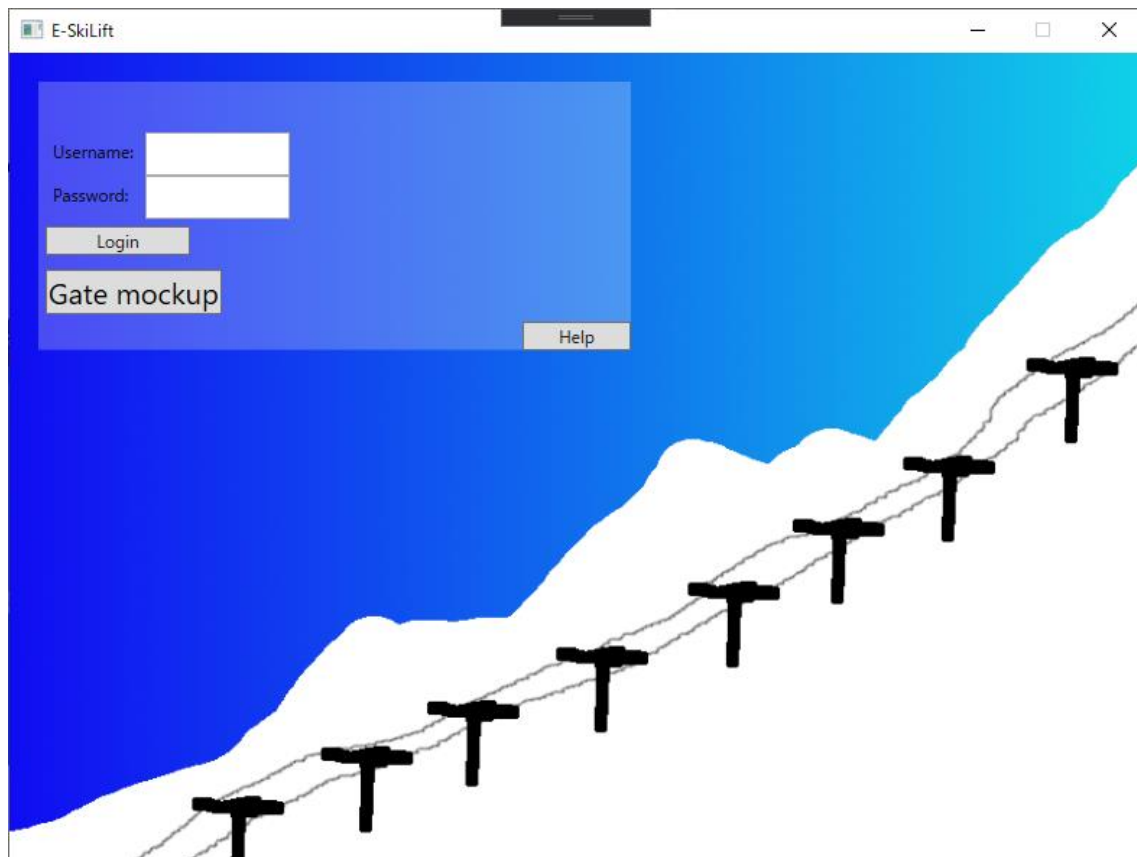 E-SkiLift
Username:
Password:
Login
Gate mockup
Help